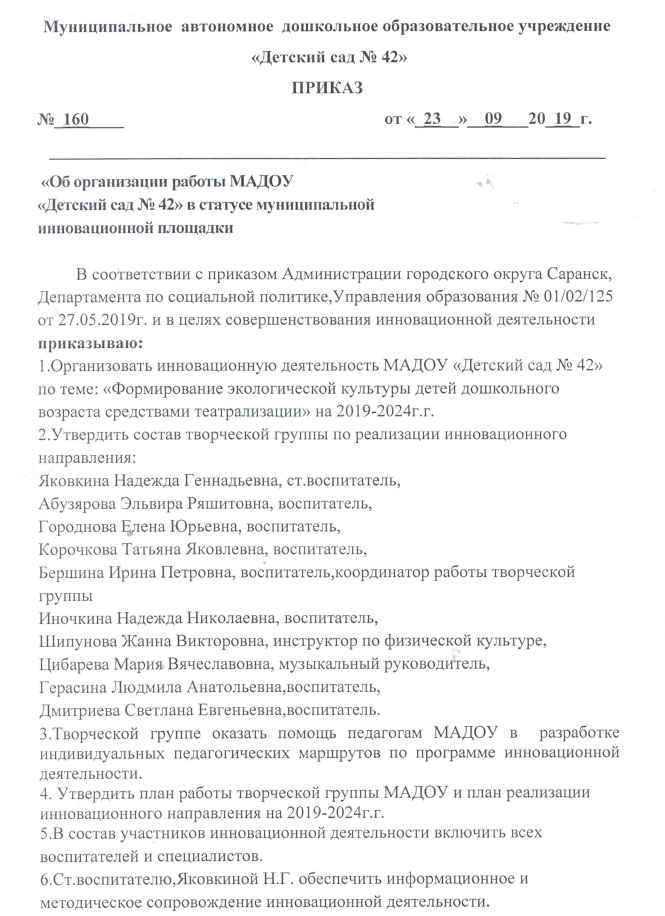 Муниципальное автономное дошкольное образовательное учреждение
«Детский сад № 42»
ПРИКАЗ
№ 160 от « 23 » 09 20 19 г.
«Об организации работы МАДОУ
«Детский сад № 42» в статусе муниципальной
инновационной площадки
В соответствии с приказом Администрации городского округа Саранск,
Департамента по социальной политике,Управления образования № 01/02/125
от 27.05.2019г. и в целях совершенствования инновационной деятельности
приказываю:
1.Организовать инновационную деятельность МАДОУ «Детский сад № 42»
по теме: «Формирование экологической культуры детей дошкольного
возраста средствами театрализации» на 2019-2024г.г.
2.Утвердить состав творческой группы по реализации инновационного
направления:
Яковкина Надежда Геннадьевна, ст.воспитатель,
Абузярова Эльвира Ряшитовна, воспитатель,
Городнова Елена Юрьевна, воспитатель,
Корочкова Татьяна Яковлевна, воспитатель,
Бершина Ирина Петровна, воспитатель,координатор работы творческой
группы
Иночкина Надежда Николаевна, воспитатель,
Шипунова Жанна Викторовна, инструктор по физической культуре,
Цибарева Мария Вячеславовна, музыкальный руководитель,
Герасина Людмила Анатольевна,воспитатель,
Дмитриева Светлана Евгеньевна,воспитатель.
3.Творческой группе оказать помощь педагогам МАДОУ в разработке
индивидуальных педагогических маршрутов по программе инновационной
деятельности.
4. Утвердить план работы творческой группы МАДОУ и план реализации
инновационного направления на 2019-2024г.г.
5.В состав участников инновационной деятельности включить всех
воспитателей и специалистов.
6.Ст.воспитателю,Яковкиной Н.Г. обеспечить информационное и
методическое сопровождение инновационной деятельности.